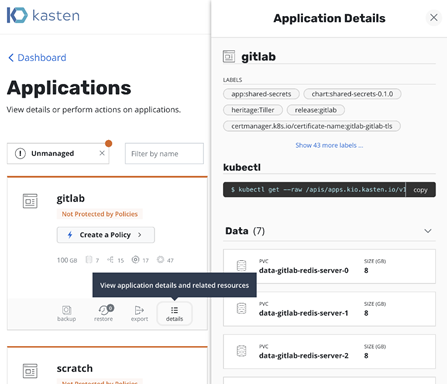 kasten
Dashboard
Applications
View details or perform actions on applications.
Unmanaged
Filter by name
gitlab
Not Protected by Policies
Create a Policy
100 GB 7 15 17 47
View application details and related resources
backup restore export details
scratch
Not Protected by Policies
Application Details
gitlab
LABELS
app:shared-secrets chart:shared-secrets-0.1.0
heritage:Tiller release:gitlab
certmanager.k8s.io/certificate-name:gitlab-gitlab-tls
Show 43 more labels ...
kubectl
$ kubectl get --raw /apis/apps.kio.kasten.io/v1 copy
Data (7)
PVC SIZE (GB)
data-gitlab-redis-server-0 8
PVC SIZE (GB)
data-gitlab-redis-server-1 8
PVC SIZE (GB)
data-gitlab-redis-server-2 8